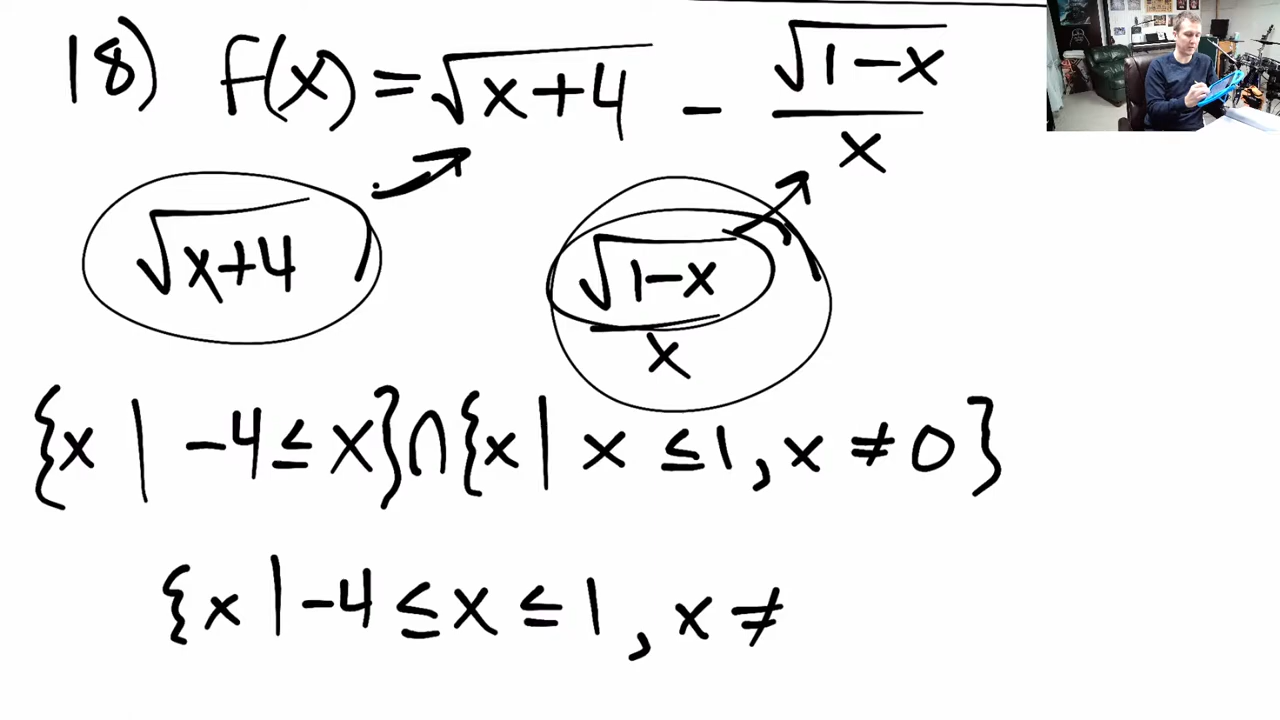 18) f(x) = √x+4 - √1-x / x
√x+4 √1-x / x
{x | -4 ≤ x} ∩ {x | x ≤ 1, x ≠ 0}
{x | -4 ≤ x ≤ 1, x ≠